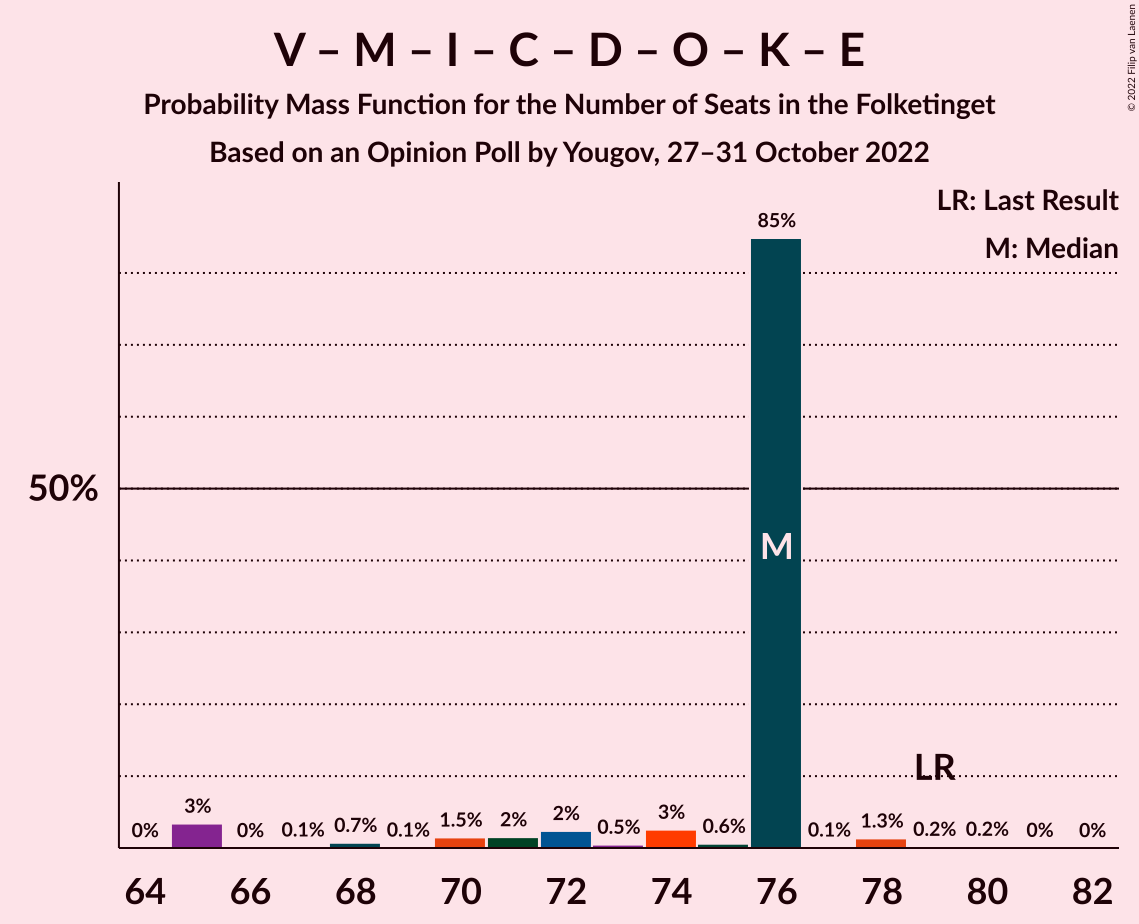 V – M – I – C – D – O – K – E
Probability Mass Function for the Number of Seats in the Folketinget
Based on an Opinion Poll by Yougov, 27–31 October 2022
© 2022 Filip van Laenen
LR: Last Result
M: Median
85%
50%
M
LR
0% 3% 0% 0.1% 0.7% 0.1% 1.5% 2% 2% 0.5% 3% 0.6% 0.1% 1.3% 0.2% 0.2% 0% 0%
64 66 68 70 72 74 76 78 80 82